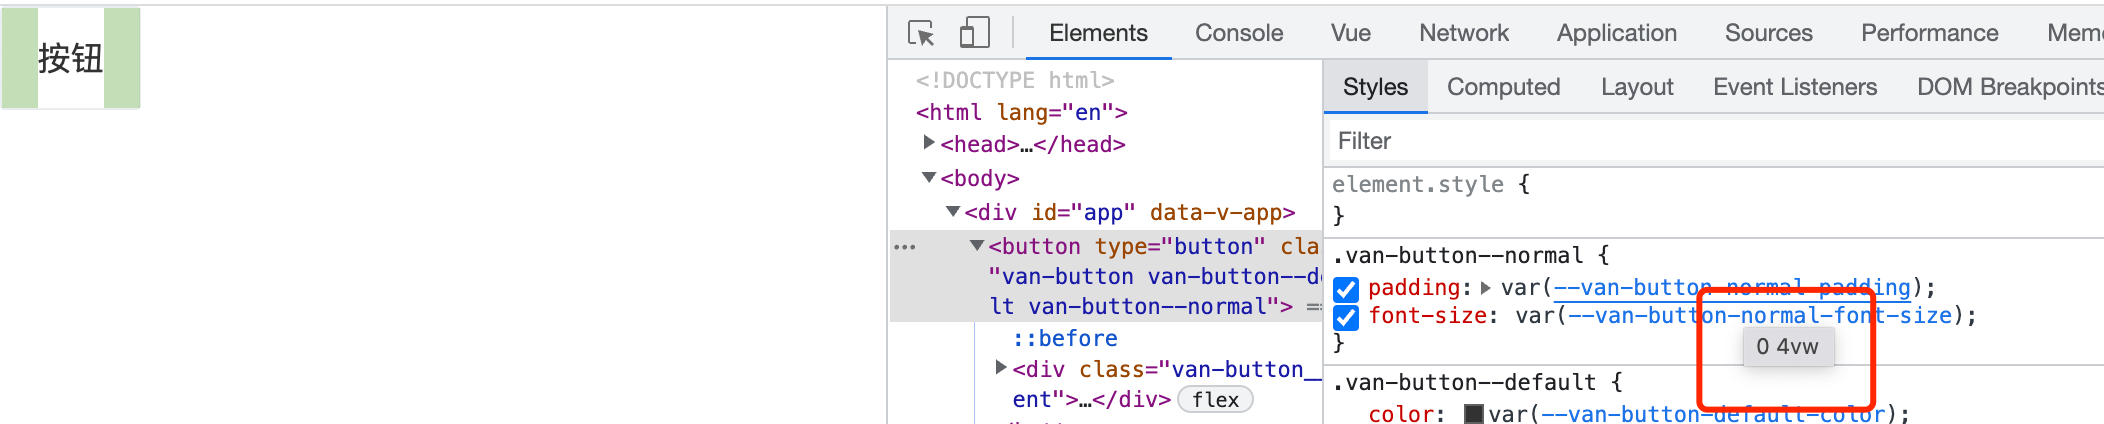 按钮
Elements Console Vue Network Application Sources Performance Mem
<!DOCTYPE html>
<html lang="en">
<head>…</head>
<body>
<div id="app" data-v-app>
<button type="button" cla
"van-button van-button--de
lt van-button--normal"> ==
::before
<div class="van-button__
ent">…</div> flex
Styles Computed Layout Event Listeners DOM Breakpoints
Filter
element.style {
}
.van-button--normal {
padding: var(--van-button-normal-padding);
font-size: var(--van-button-normal-font-size);
}
0 4vw
.van-button--default {
color: var(--van-button-default-color);